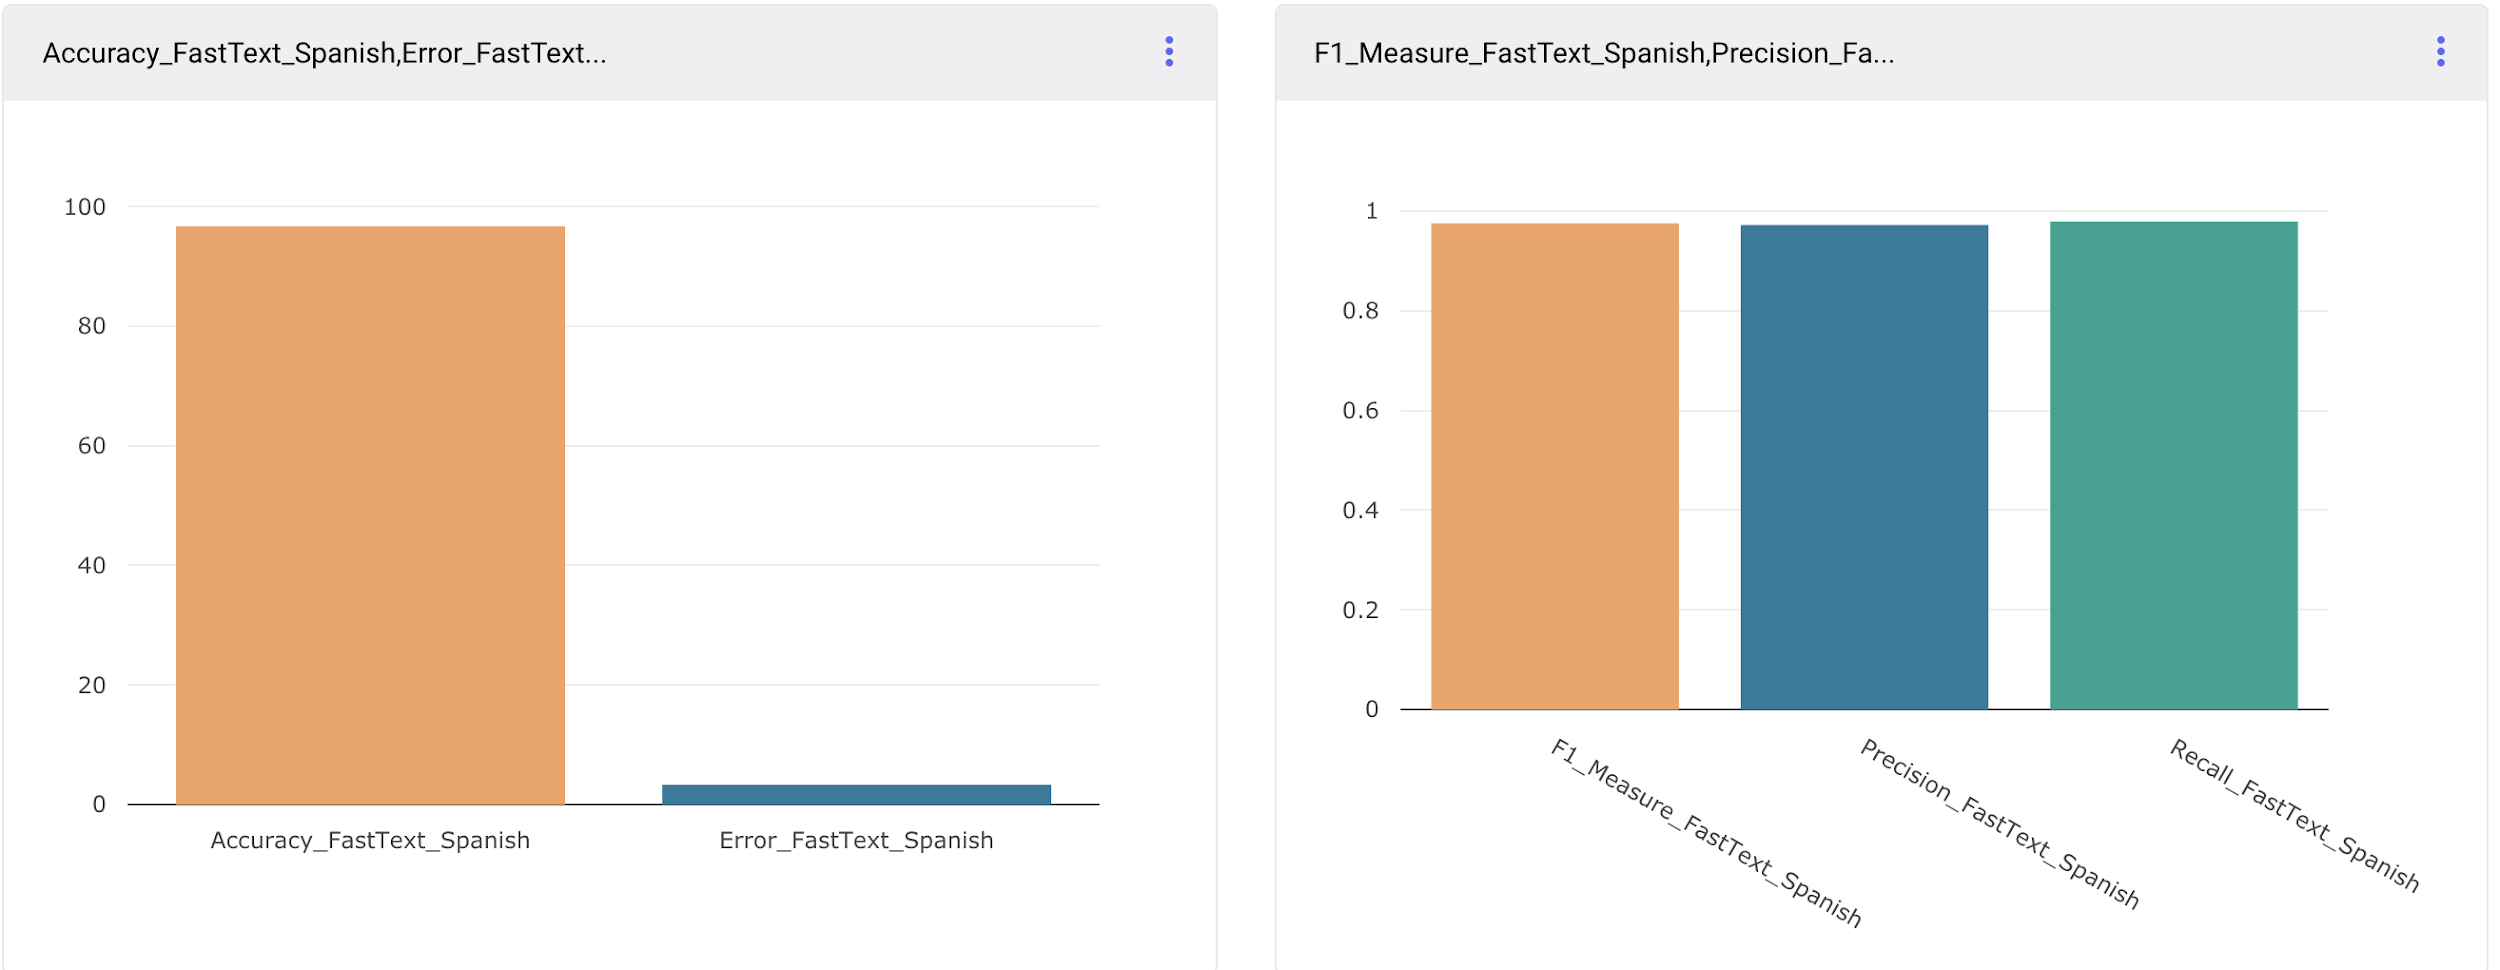 Accuracy_FastText_Spanish,Error_FastText...
100
80
60
40
20
0
Accuracy_FastText_Spanish
Error_FastText_Spanish
F1_Measure_FastText_Spanish,Precision_Fa...
1
0.8
0.6
0.4
0.2
0
F1_Measure_FastText_Spanish
Precision_FastText_Spanish
Recall_FastText_Spanish